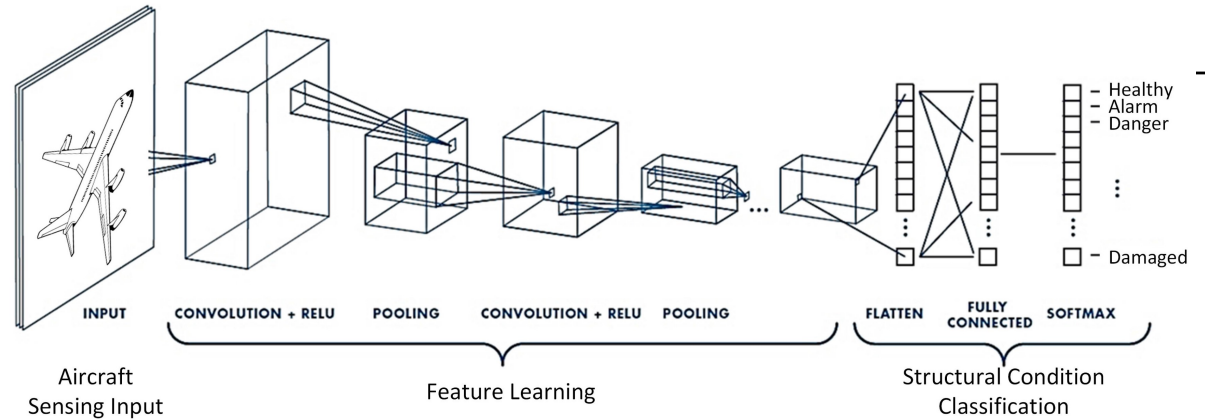 Healthy
Alarm
Danger
Damaged
INPUT
CONVOLUTION + RELU
POOLING
CONVOLUTION + RELU
POOLING
FLATTEN
FULLY
CONNECTED
SOFTMAX
Aircraft
Sensing Input
Feature Learning
Structural Condition
Classification